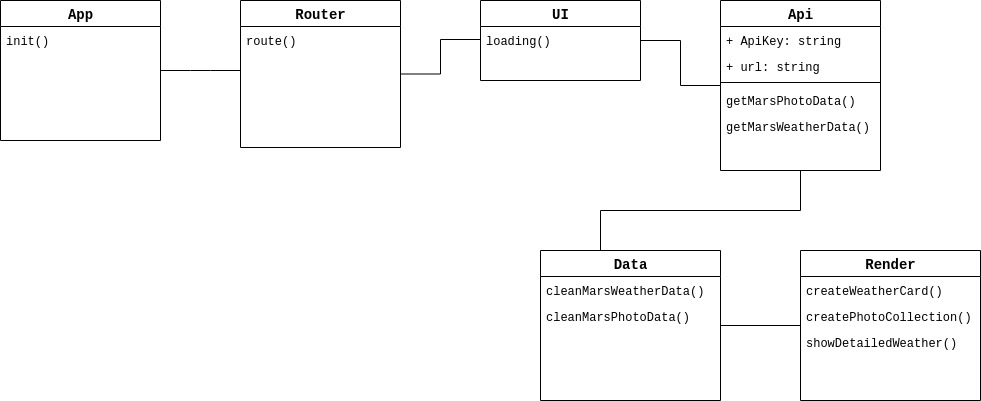 App
init()
Router
route()
UI
loading()
Api
+ ApiKey: string
+ url: string
getMarsPhotoData()
getMarsWeatherData()
Data
cleanMarsWeatherData()
cleanMarsPhotoData()
Render
createWeatherCard()
createPhotoCollection()
showDetailedWeather()